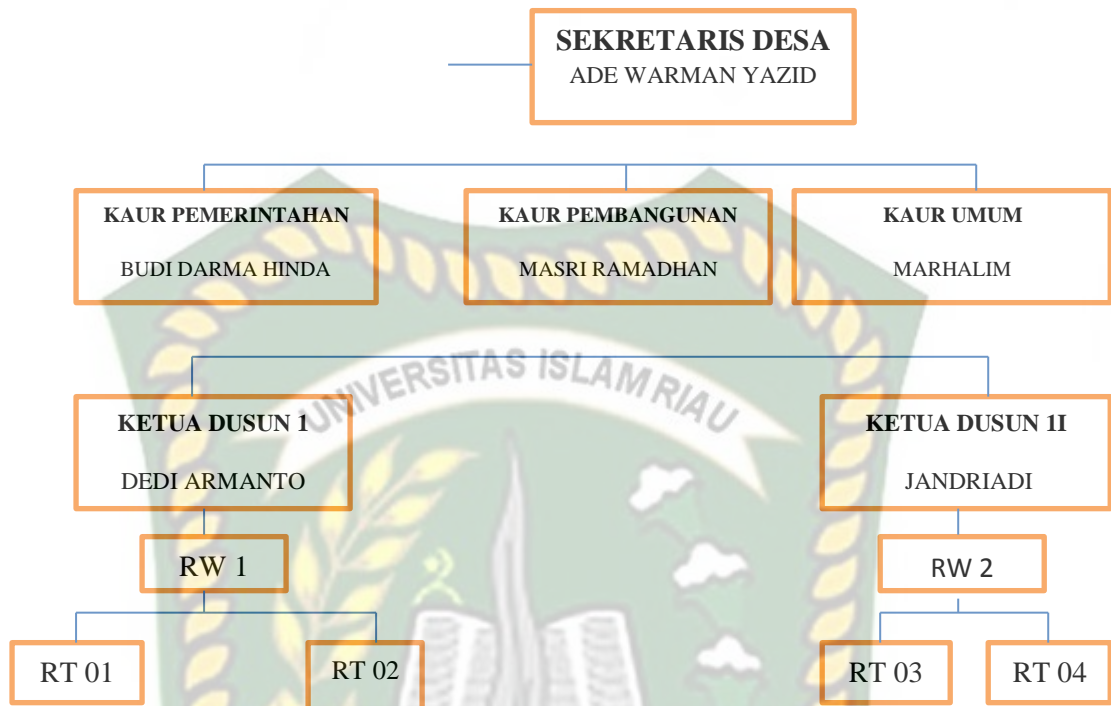 SEKRETARIS DESA
ADE WARMAN YAZID
KAUR PEMERINTAHAN
BUDI DARMA HINDA
KAUR PEMBANGUNAN
MASRI RAMADHAN
KAUR UMUM
MARHALIM
UNIVERSITAS ISLAM RIAU
KETUA DUSUN 1
DEDI ARMANTO
KETUA DUSUN 1I
JANDRIADI
RW 1
RW 2
RT 01
RT 02
RT 03
RT 04